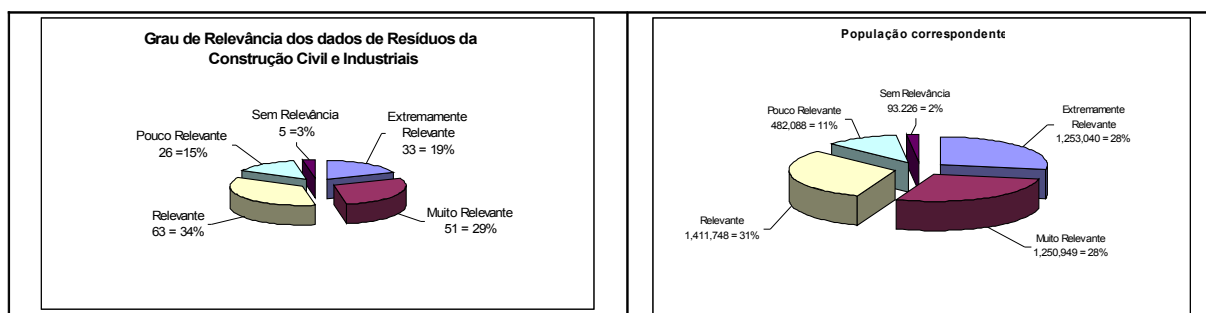 Grau de Relevância dos dados de Resíduos da
Construção Civil e Industriais
Sem Relevância
5 =3%
Extremamente
Relevante
33 = 19%
Pouco Relevante
26 =15%
Relevante
63 = 34%
Muito Relevante
51 = 29%
População correspondente
Sem Relevância
93.226 = 2%
Extremamente
Relevante
1,253,040 = 28%
Pouco Relevante
482,088 = 11%
Relevante
1,411,748 = 31%
Muito Relevante
1,250,949 = 28%